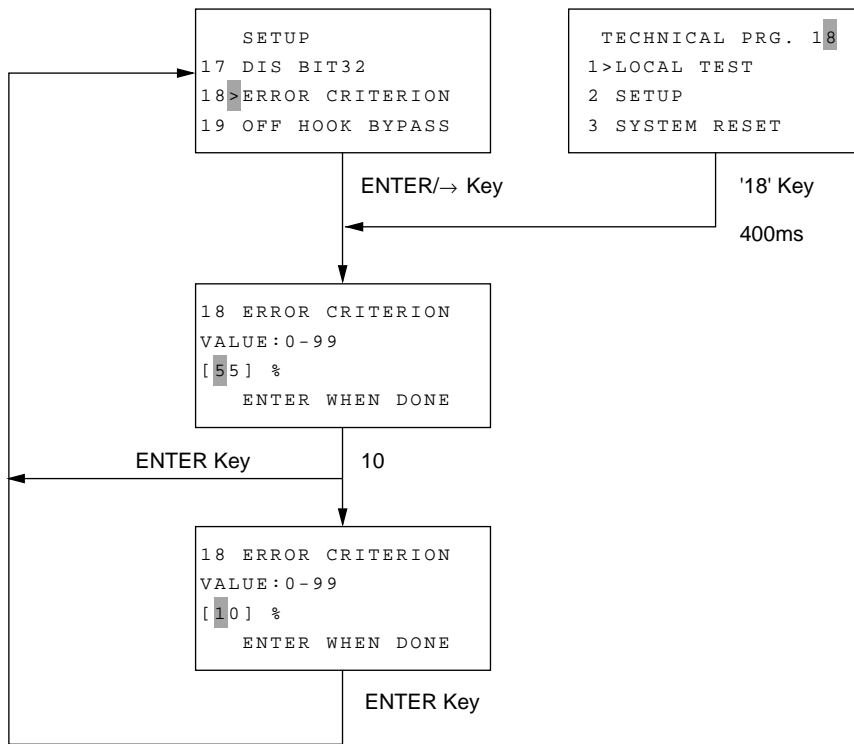 SETUP
17 DIS BIT32
18>ERROR CRITERION
19 OFF HOOK BYPASS
TECHNICAL PRG. 18
1>LOCAL TEST
2 SETUP
3 SYSTEM RESET
ENTER/→ Key
'18' Key
400ms
18 ERROR CRITERION
VALUE:0-99
[55] %
ENTER WHEN DONE
ENTER Key
10
18 ERROR CRITERION
VALUE:0-99
[10] %
ENTER WHEN DONE
ENTER Key